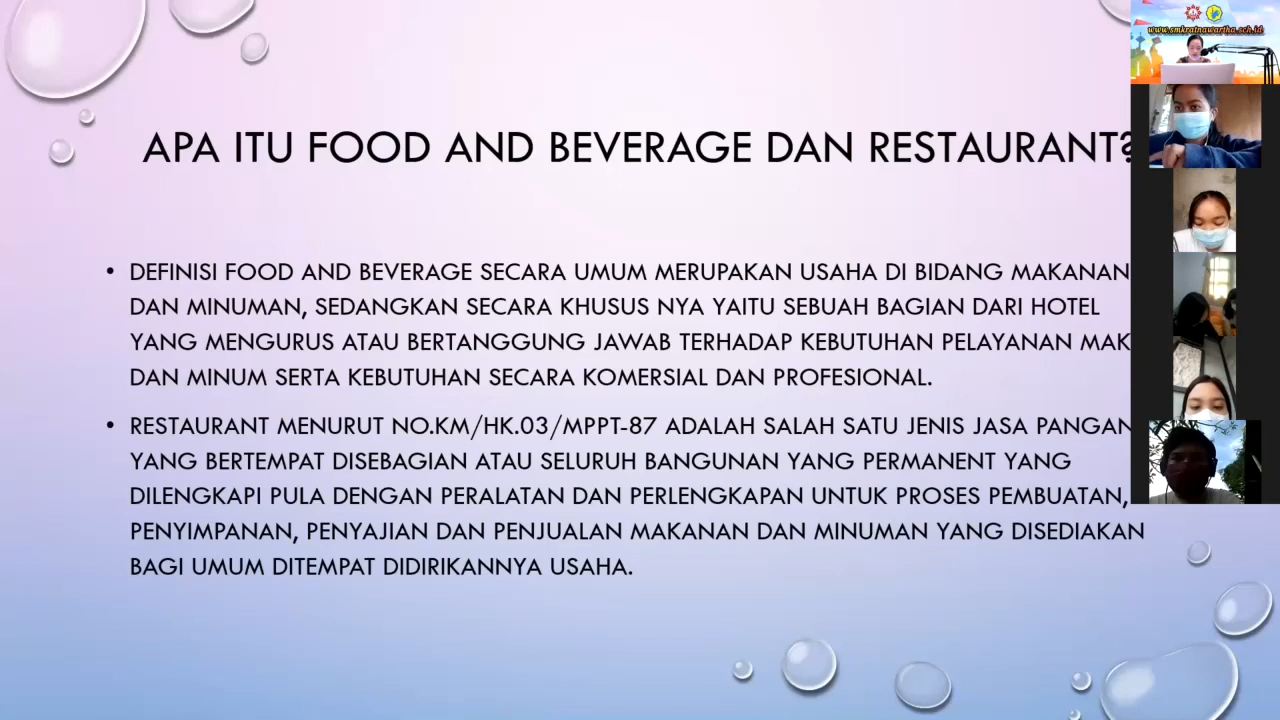 www.smkratnawartha.sch.id
APA ITU FOOD AND BEVERAGE DAN RESTAURANT?
• DEFINISI FOOD AND BEVERAGE SECARA UMUM MERUPAKAN USAHA DI BIDANG MAKANAN
DAN MINUMAN, SEDANGKAN SECARA KHUSUS NYA YAITU SEBUAH BAGIAN DARI HOTEL
YANG MENGURUS ATAU BERTANGGUNG JAWAB TERHADAP KEBUTUHAN PELAYANAN MAK
DAN MINUM SERTA KEBUTUHAN SECARA KOMERSIAL DAN PROFESIONAL.
• RESTAURANT MENURUT NO.KM/HK.03/MPPT-87 ADALAH SALAH SATU JENIS JASA PANGAN
YANG BERTEMPAT DISEBAGIAN ATAU SELURUH BANGUNAN YANG PERMANENT YANG
DILENGKAPI PULA DENGAN PERALATAN DAN PERLENGKAPAN UNTUK PROSES PEMBUATAN,
PENYIMPANAN, PENYAJIAN DAN PENJUALAN MAKANAN DAN MINUMAN YANG DISEDIAKAN
BAGI UMUM DITEMPAT DIDIRIKANNYA USAHA.